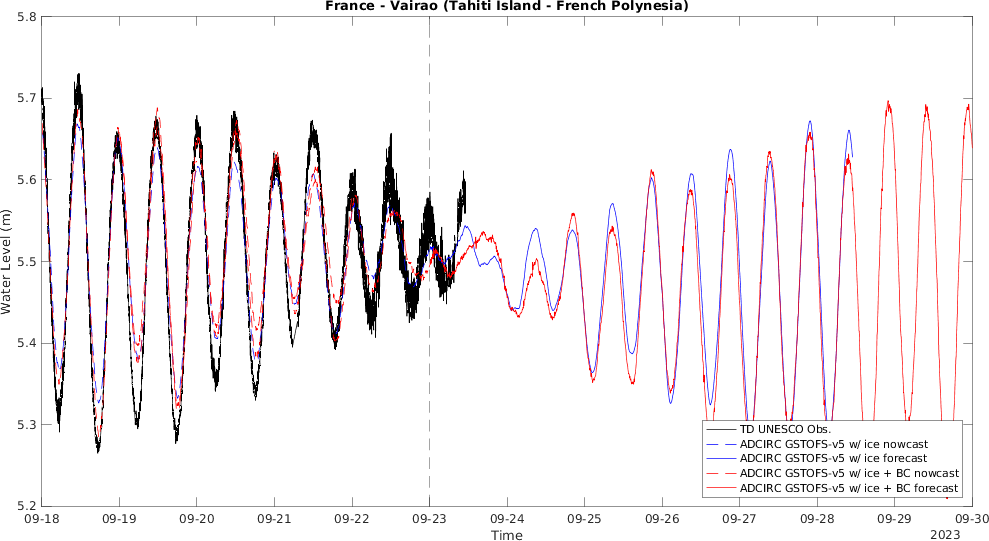 France - Vairao (Tahiti Island - French Polynesia)
5.8
5.7
5.6
5.5
5.4
5.3
5.2
Water Level (m)
TD UNESCO Obs.
ADCIRC GSTOFS-v5 w/ ice nowcast
ADCIRC GSTOFS-v5 w/ ice forecast
ADCIRC GSTOFS-v5 w/ ice + BC nowcast
ADCIRC GSTOFS-v5 w/ ice + BC forecast
09-18 09-19 09-20 09-21 09-22 09-23 09-24 09-25 09-26 09-27 09-28 09-29 09-30
Time
2023